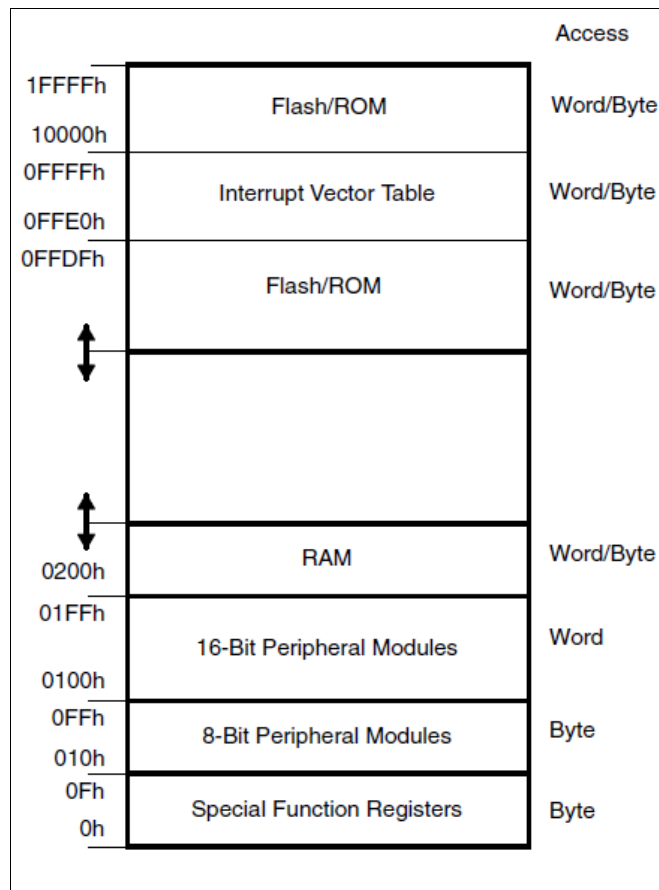 Access
1FFFFh
Flash/ROM
Word/Byte
10000h
0FFFFh
Interrupt Vector Table
Word/Byte
0FFE0h
0FFDFh
Flash/ROM
Word/Byte
RAM
Word/Byte
0200h
01FFh
16-Bit Peripheral Modules
Word
0100h
0FFh
8-Bit Peripheral Modules
Byte
010h
0Fh
Special Function Registers
Byte
0h